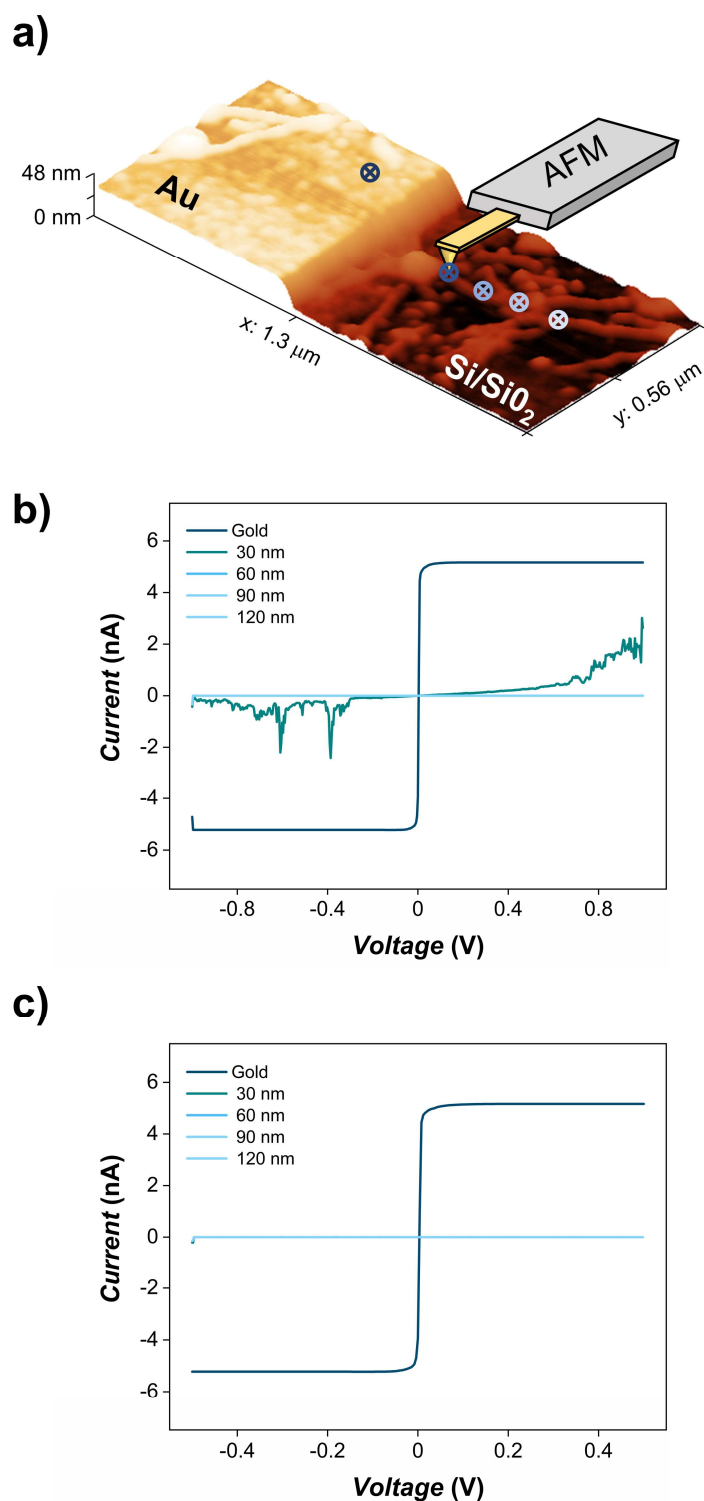 a)
AFM
48 nm
0 nm
Au
x: 1.3 μm
Si/Si0₂
y: 0.56 μm
b)
Gold
30 nm
60 nm
90 nm
120 nm
6
4
2
0
-2
-4
-6
Current (nA)
-0.8
-0.4
0
0.4
0.8
Voltage (V)
c)
Gold
30 nm
60 nm
90 nm
120 nm
6
4
2
0
-2
-4
-6
Current (nA)
-0.4
-0.2
0
0.2
0.4
Voltage (V)